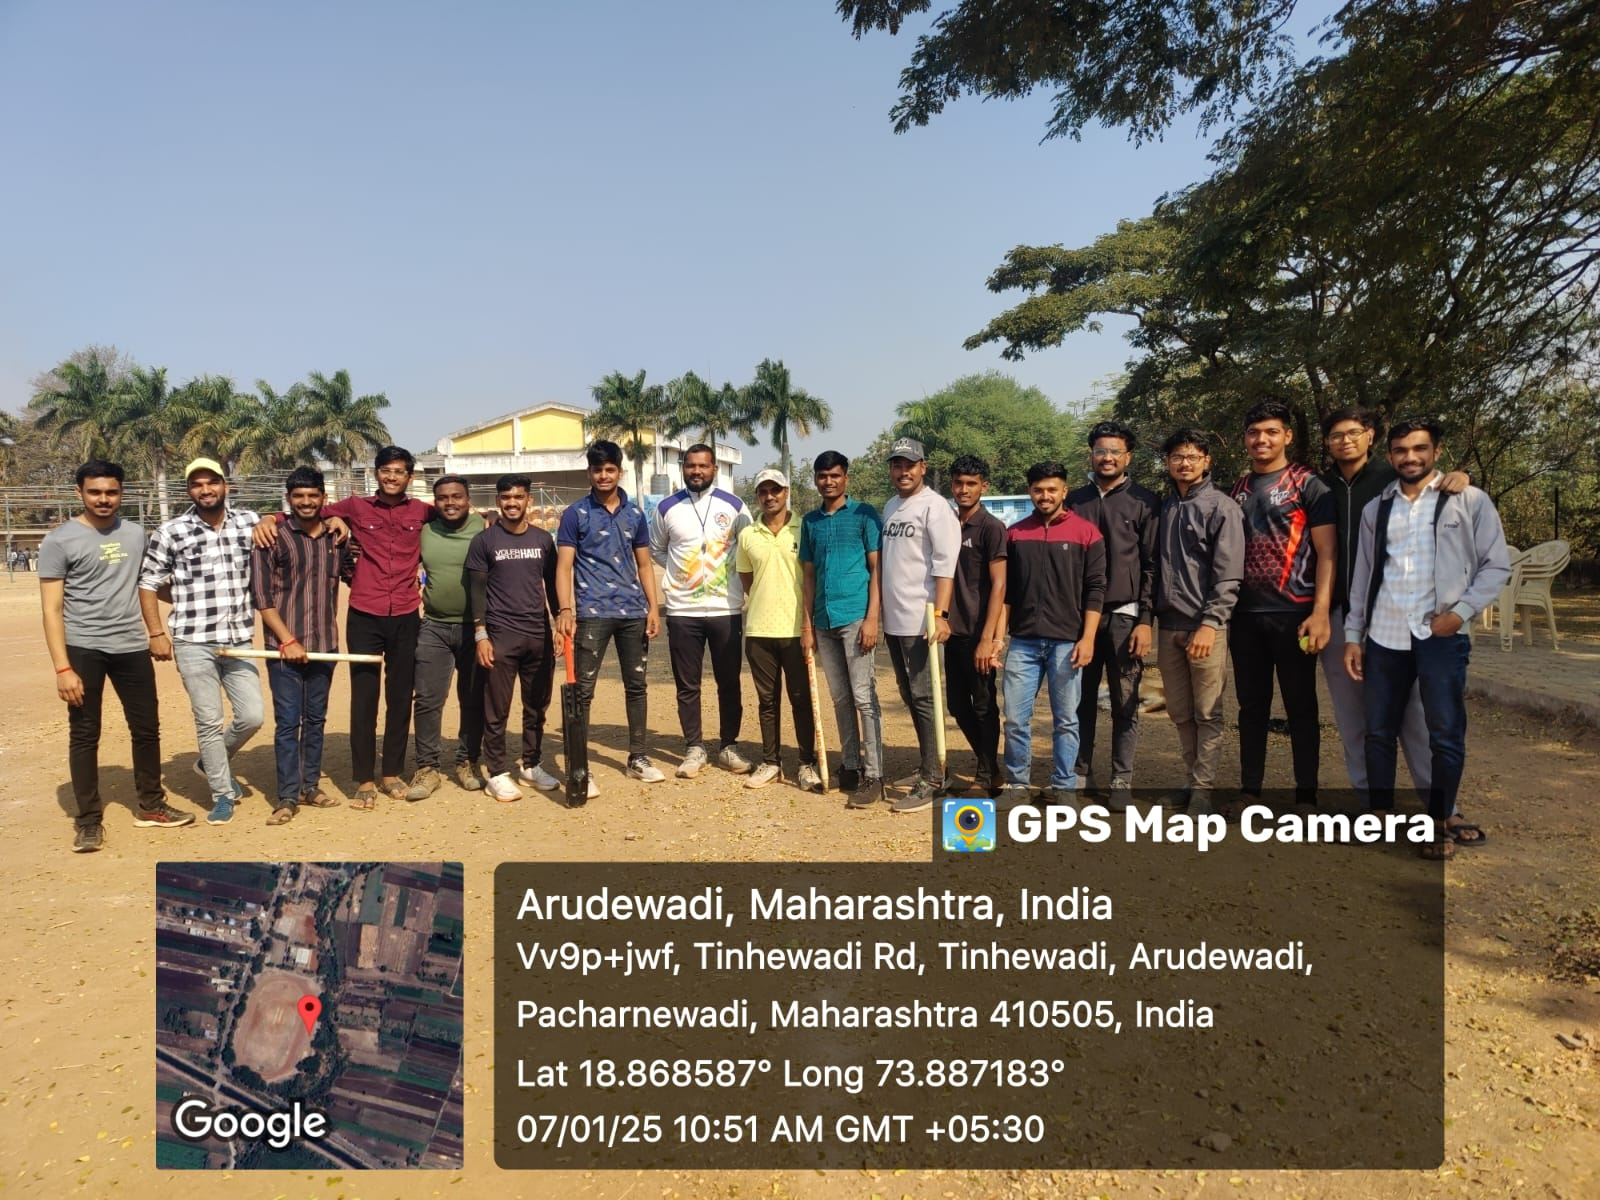 VOLER
HAUT
GPS Map Camera
Arudewadi, Maharashtra, India
Vv9p+jwf, Tinhewadi Rd, Tinhewadi, Arudewadi,
Pacharnewadi, Maharashtra 410505, India
Lat 18.868587° Long 73.887183°
07/01/25 10:51 AM GMT +05:30
Google